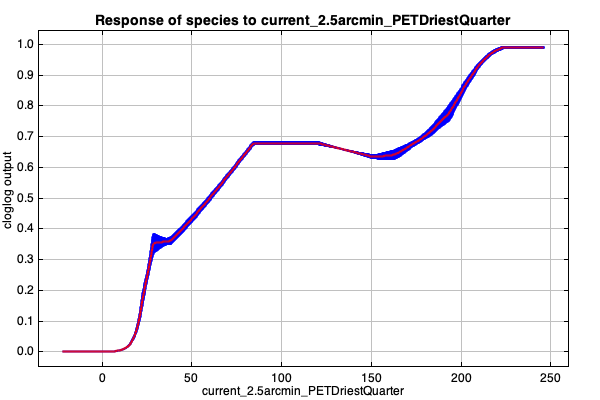 Response of species to current_2.5arcmin_PETDriestQuarter
1.0
0.9
0.8
0.7
0.6
0.5
0.4
0.3
0.2
0.1
0.0
cloglog output
0 50 100 150 200 250
current_2.5arcmin_PETDriestQuarter